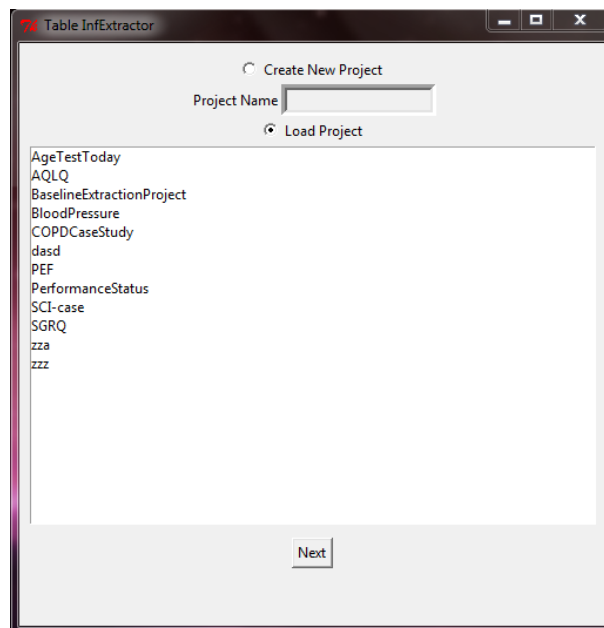 Table InfExtractor
Create New Project
Project Name
Load Project
AgeTestToday
AQLQ
BaselineExtractionProject
BloodPressure
COPDCaseStudy
dasd
PEF
PerformanceStatus
SCI-case
SGRQ
zza
zzz
Next